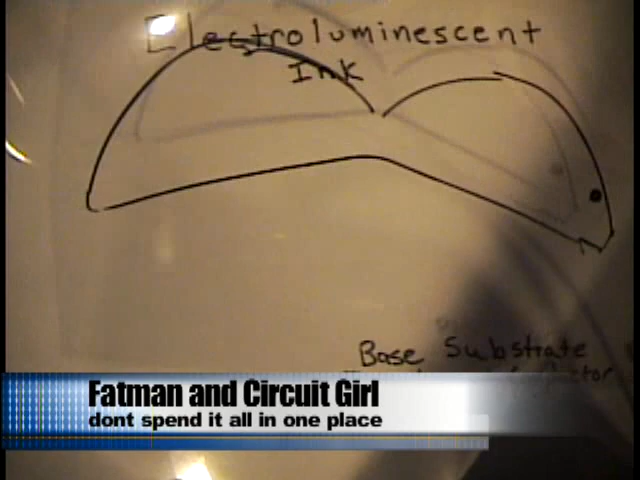 Electroluminescent
Ink
Base Substrate
Fatman and Circuit Girl
dont spend it all in one place